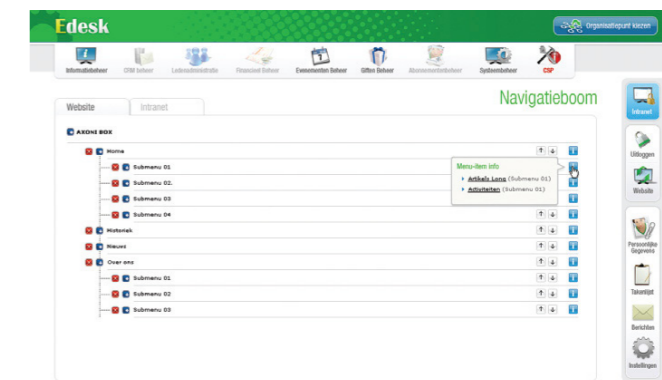 Edesk
Organisatiepunt kiezen
Informatiebeheer
CRM beheer
Ledenadministratie
Financieel Beheer
Evenementen Beheer
Giften Beheer
Abonnementenbeheer
Systeembeheer
CSP
Website
Intranet
Navigatieboom
AXONI BOX
Home
Submenu 01
Submenu 02.
Submenu 03
Submenu 04
Historiek
Nieuws
Over ons
Submenu 01
Submenu 02
Submenu 03
Menu-item info
Artikels Lang (Submenu 01)
Activiteiten (Submenu 01)
Intranet
Uitloggen
Website
Persoonlijke
Gegevens
Takenlijst
Berichten
Instellingen